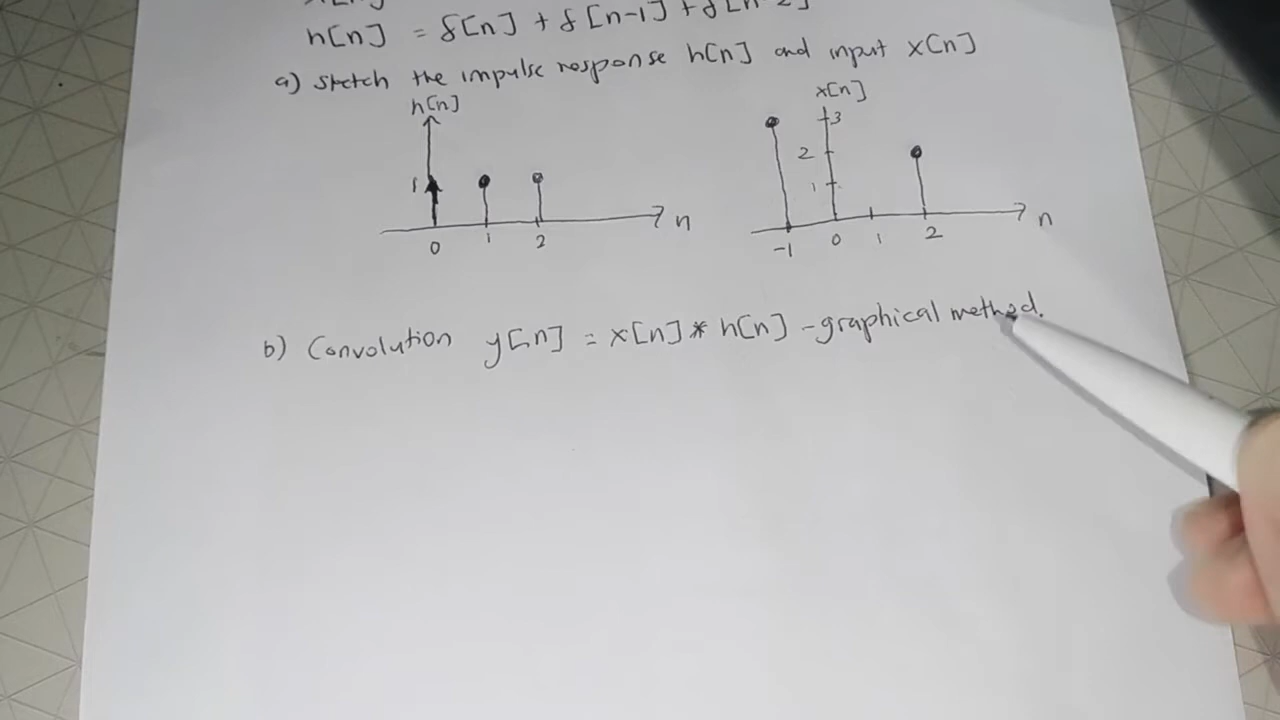 h[n] = δ[n] + δ[n-1] + δ[n-2]
a) sketch the impulse response h[n] and input x[n]
h[n] x[n]
3
2
1 1
n n
0 1 2 -1 0 1 2
b) Convolution y[n] = x[n] * h[n] - graphical method.